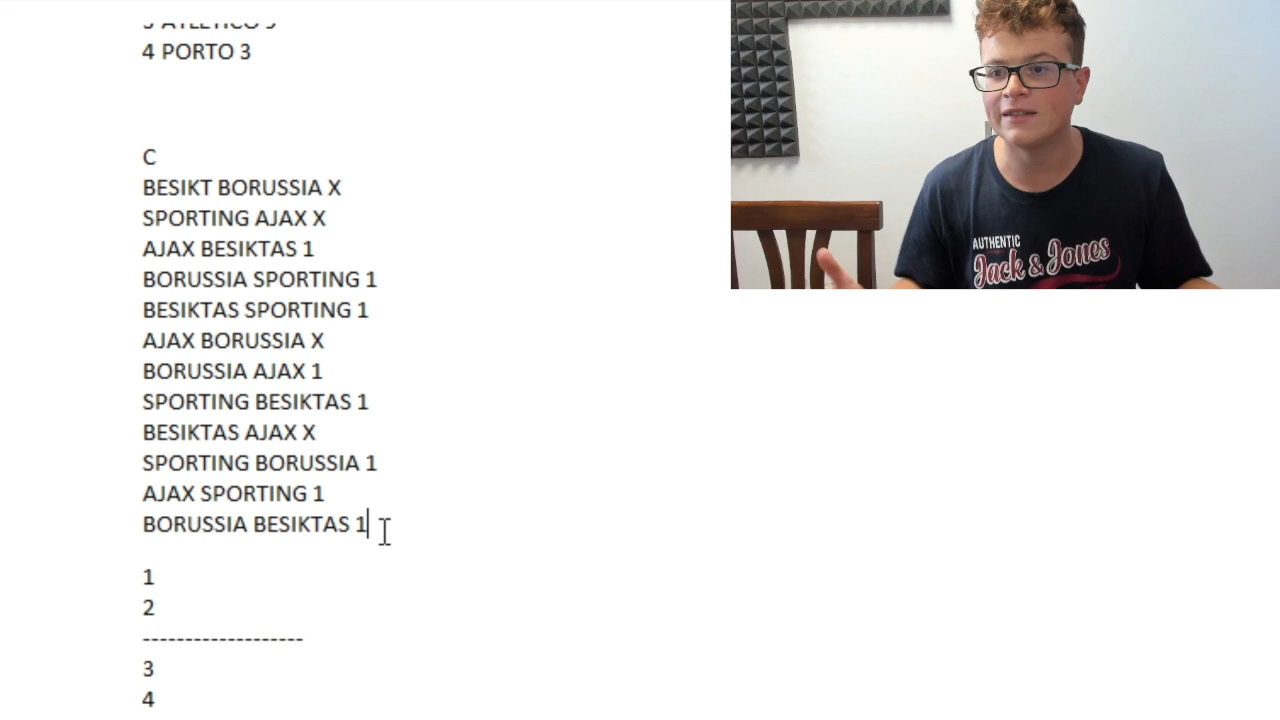 4 PORTO 3
C
BESIKT BORUSSIA X
SPORTING AJAX X
AJAX BESIKTAS 1
BORUSSIA SPORTING 1
BESIKTAS SPORTING 1
AJAX BORUSSIA X
BORUSSIA AJAX 1
SPORTING BESIKTAS 1
BESIKTAS AJAX X
SPORTING BORUSSIA 1
AJAX SPORTING 1
BORUSSIA BESIKTAS 1
1
2
-------------------
3
4
AUTHENTIC
Jack & Jones